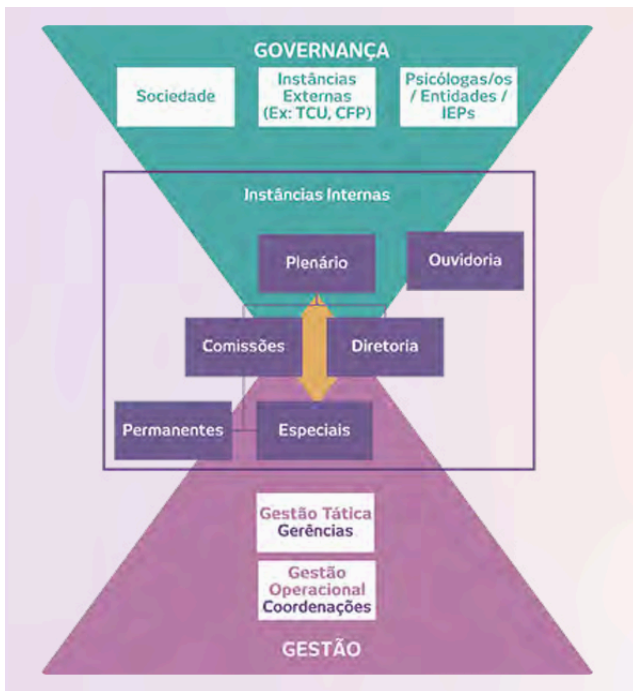 GOVERNANÇA
Sociedade
Instâncias
Externas
(Ex: TCU, CFP)
Psicólogas/os
/ Entidades /
IEPs
Instâncias Internas
Plenário
Ouvidoria
Comissões
Diretoria
Permanentes
Especiais
Gestão Tática
Gerências
Gestão
Operacional
Coordenações
GESTÃO